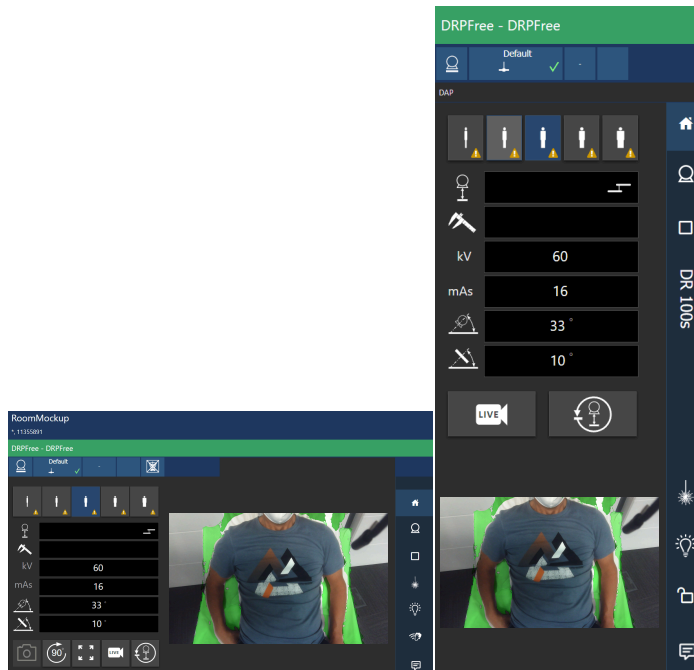 RoomMockup
*, 11355891
DRPFree - DRPFree
Default
-
kV
60
mAs
16
33 °
10 °
90°
LIVE
DRPFree - DRPFree
Default
-
DAP
kV
60
mAs
16
33 °
10 °
LIVE
DR 100s